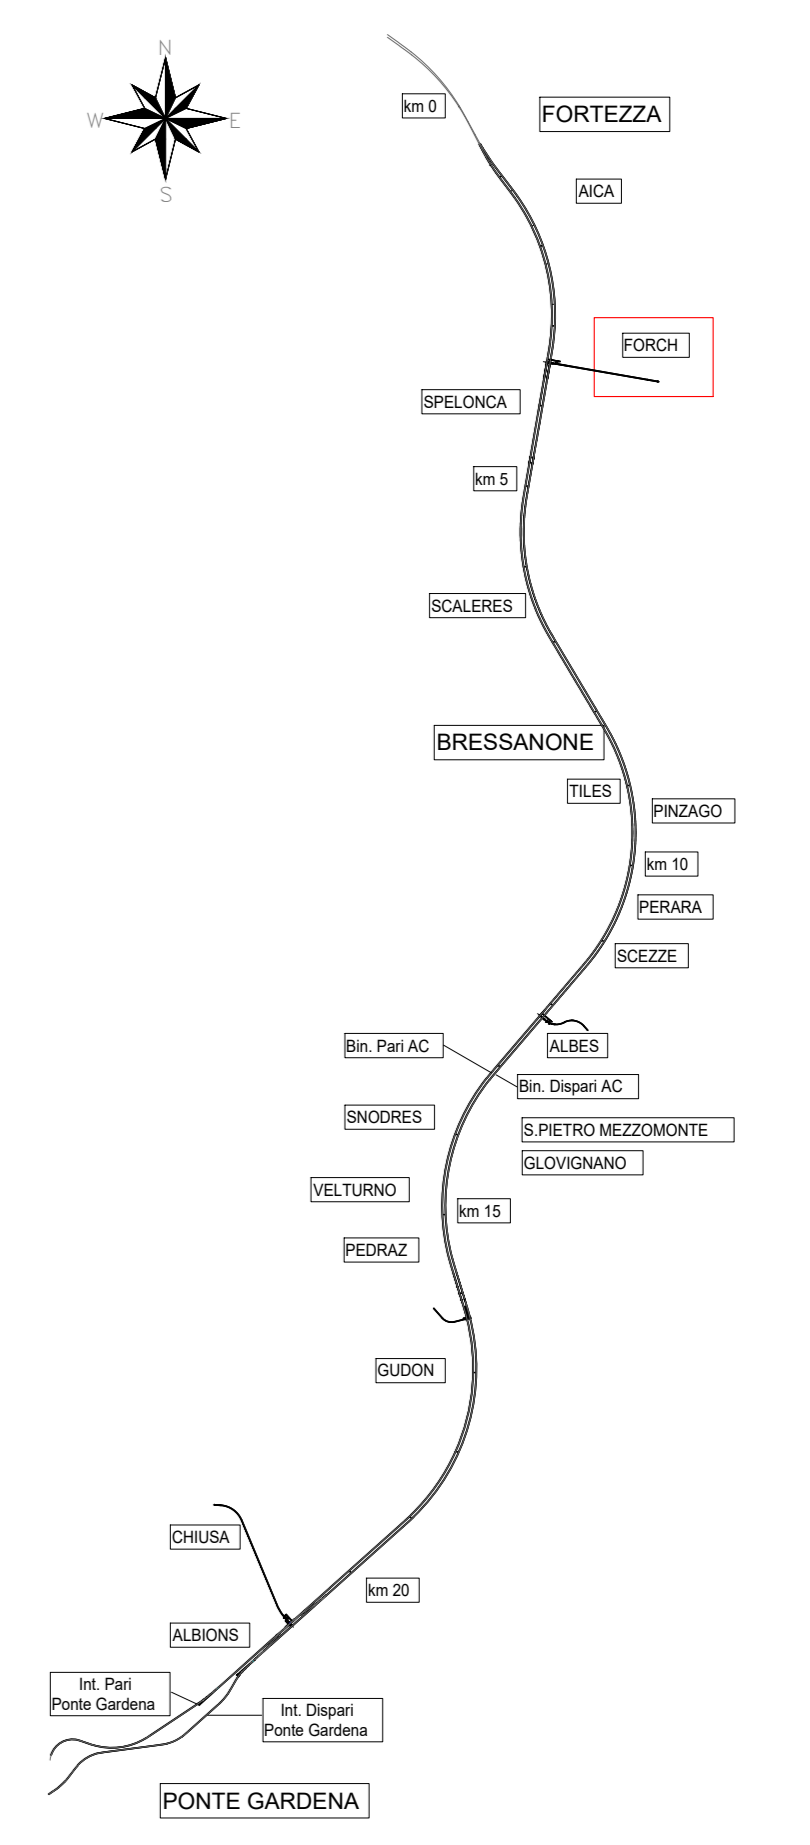 N
W
E
S
km 0
FORTEZZA
AICA
FORCH
SPELONCA
km 5
SCALERES
BRESSANONE
TILES
PINZAGO
km 10
PERARA
SCEZZE
Bin. Pari AC
ALBES
Bin. Dispari AC
SNODRES
S.PIETRO MEZZOMONTE
GLOVIGNANO
VELTURNO
km 15
PEDRAZ
GUDON
CHIUSA
km 20
ALBIONS
Int. Pari
Ponte Gardena
Int. Dispari
Ponte Gardena
PONTE GARDENA